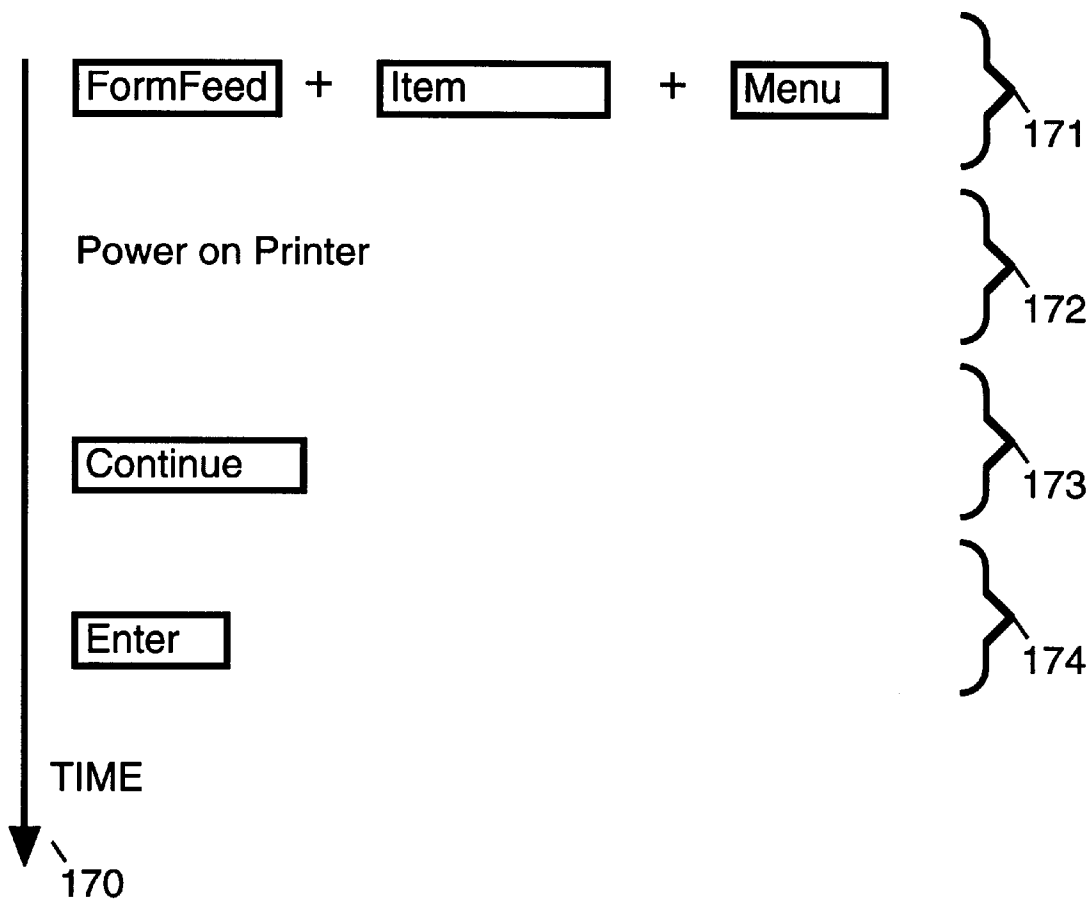 FormFeed + Item + Menu
171
Power on Printer
172
Continue
173
Enter
174
TIME
170